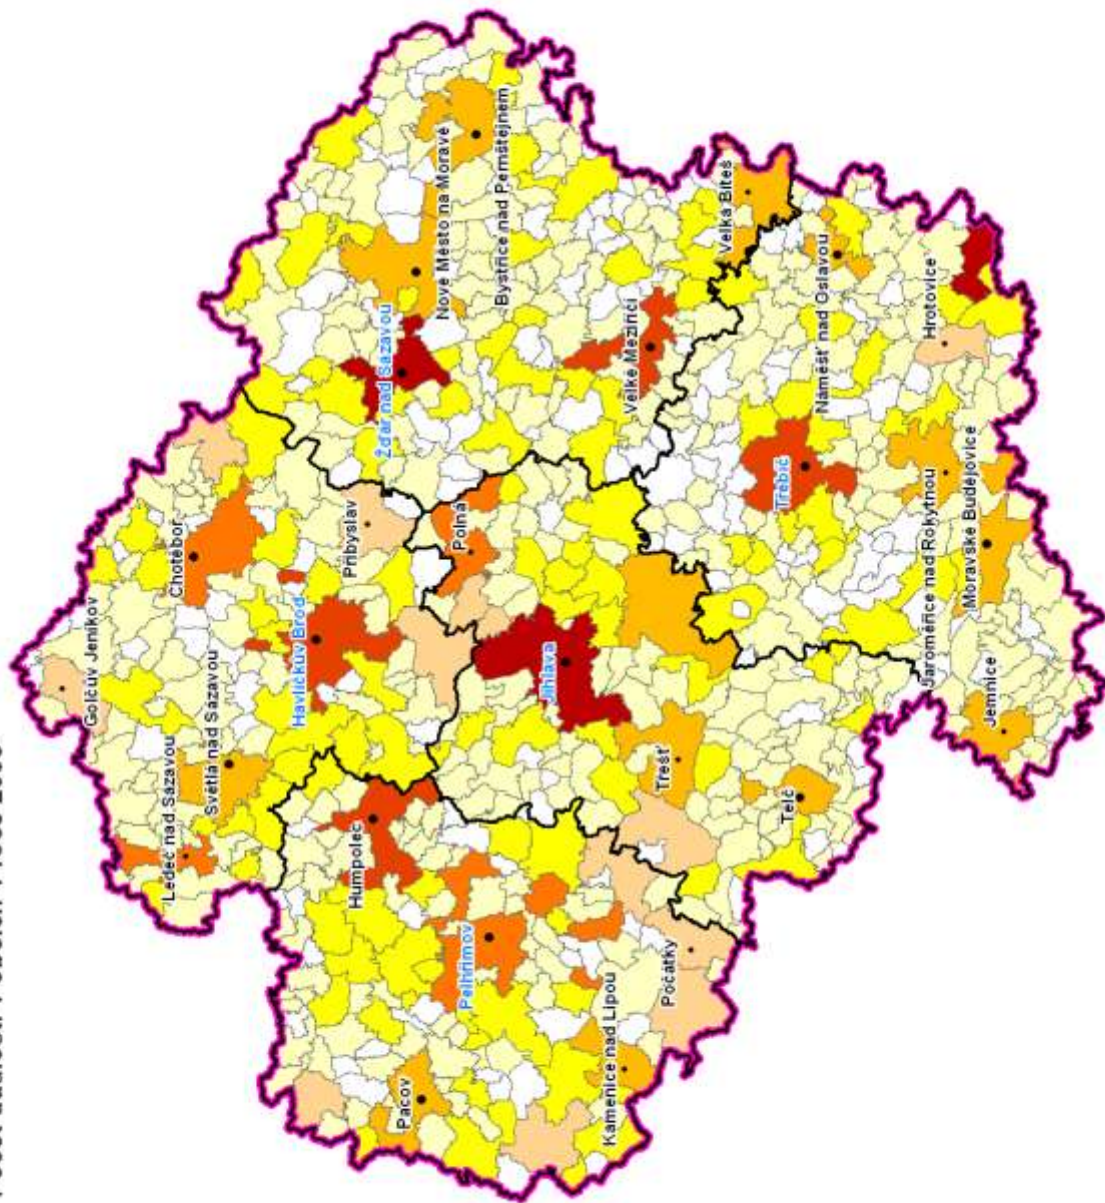 Golčův Jeníkov
Ledeč nad Sázavou
Světlá nad Sázavou
Chotěboř
Havlíčkův Brod
Přibyslav
Žďár nad Sázavou
Nové Město na Moravě
Bystřice nad Pernštejnem
Humpolec
Pacov
Pelhřimov
Polná
Jihlava
Kamenice nad Lipou
Počátky
Třešť
Velké Meziříčí
Velká Bíteš
Telč
Třebíč
Náměšť nad Oslavou
Hrotovice
Jaroměřice nad Rokytnou
Moravské Budějovice
Jemnice